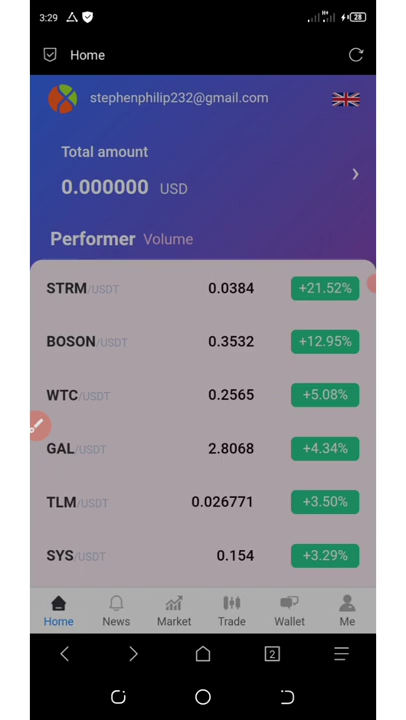 3:29 H+ 28
Home
stephenphilip232@gmail.com
Total amount
0.000000 USD
Performer Volume
STRM/USDT 0.0384 +21.52%
BOSON/USDT 0.3532 +12.95%
WTC/USDT 0.2565 +5.08%
GAL/USDT 2.8068 +4.34%
TLM/USDT 0.026771 +3.50%
SYS/USDT 0.154 +3.29%
Home News Market Trade Wallet Me
2